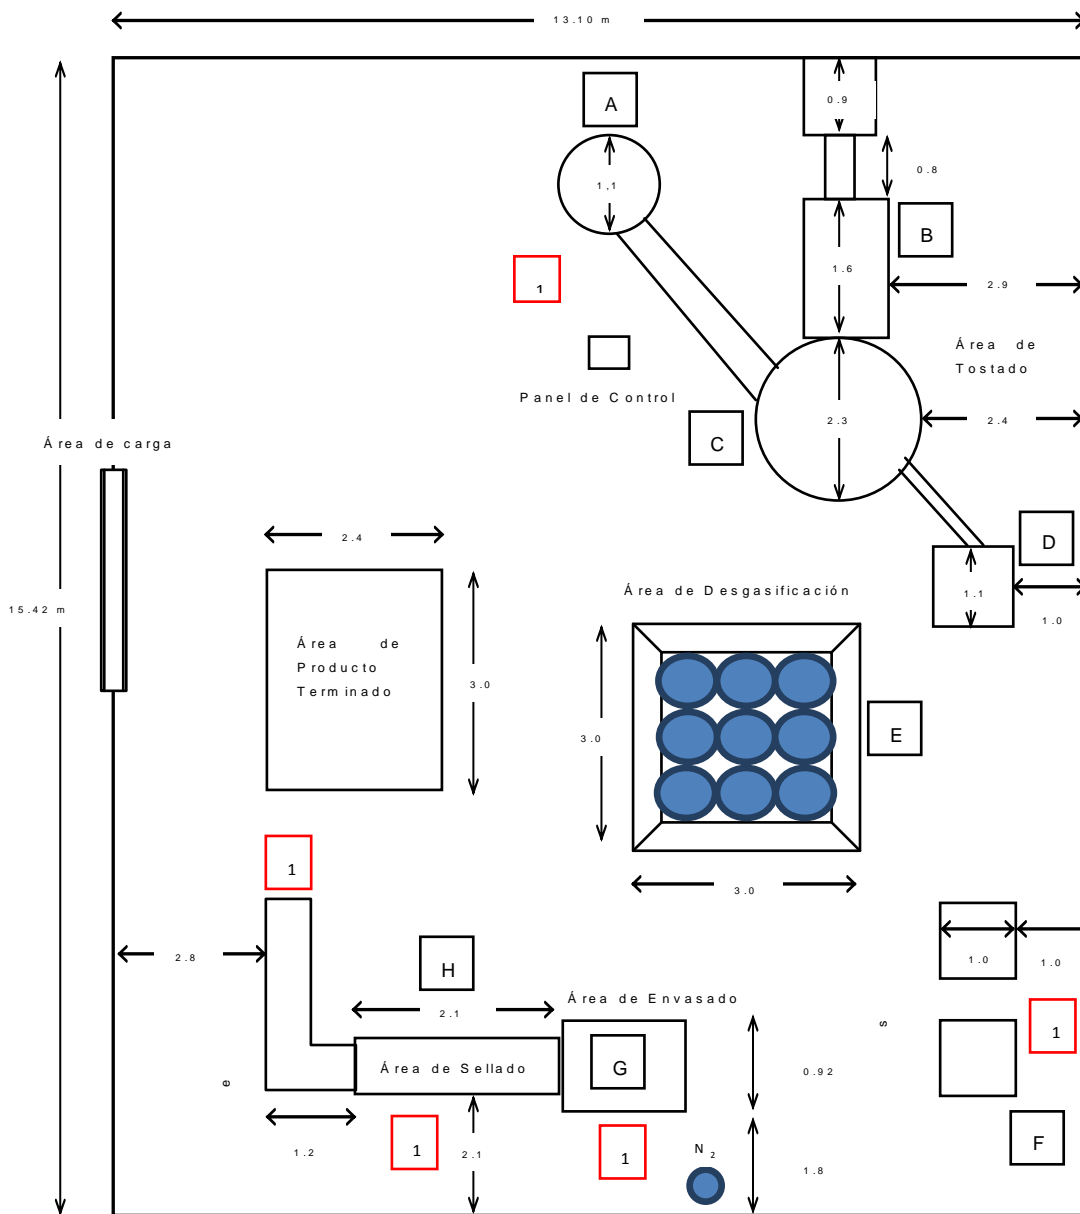 13.10 m
A
0.9
1,1
0.8
B
1
1.6
2.9
Área de
Tostado
Panel de Control
C
2.3
2.4
Área de carga
D
2.4
1.1
1.0
Área de Desgasificación
15.42 m
Área de
Producto
Terminado
3.0
3.0
E
1
3.0
2.8
H
1.0
1.0
2.1
Área de Envasado
s
1
Área de Sellado
G
0.92
e
F
1.2
1
2.1
1
N2
1.8